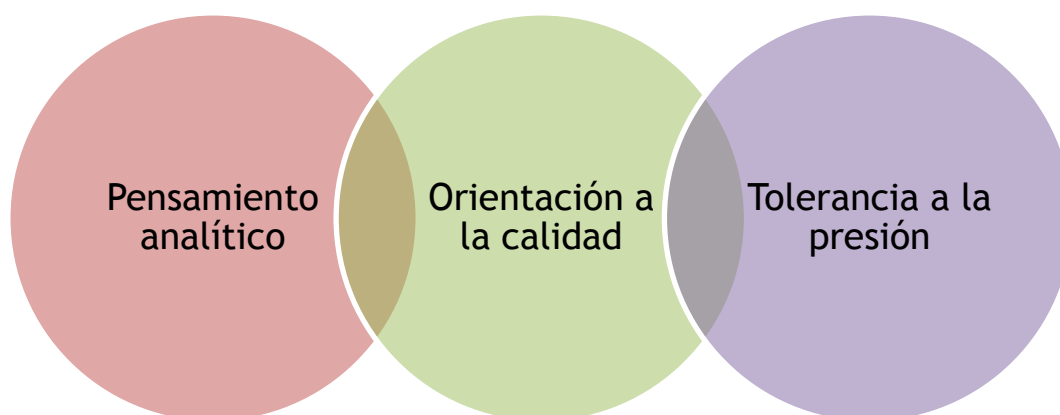 Pensamiento
analítico
Orientación a
la calidad
Tolerancia a la
presión